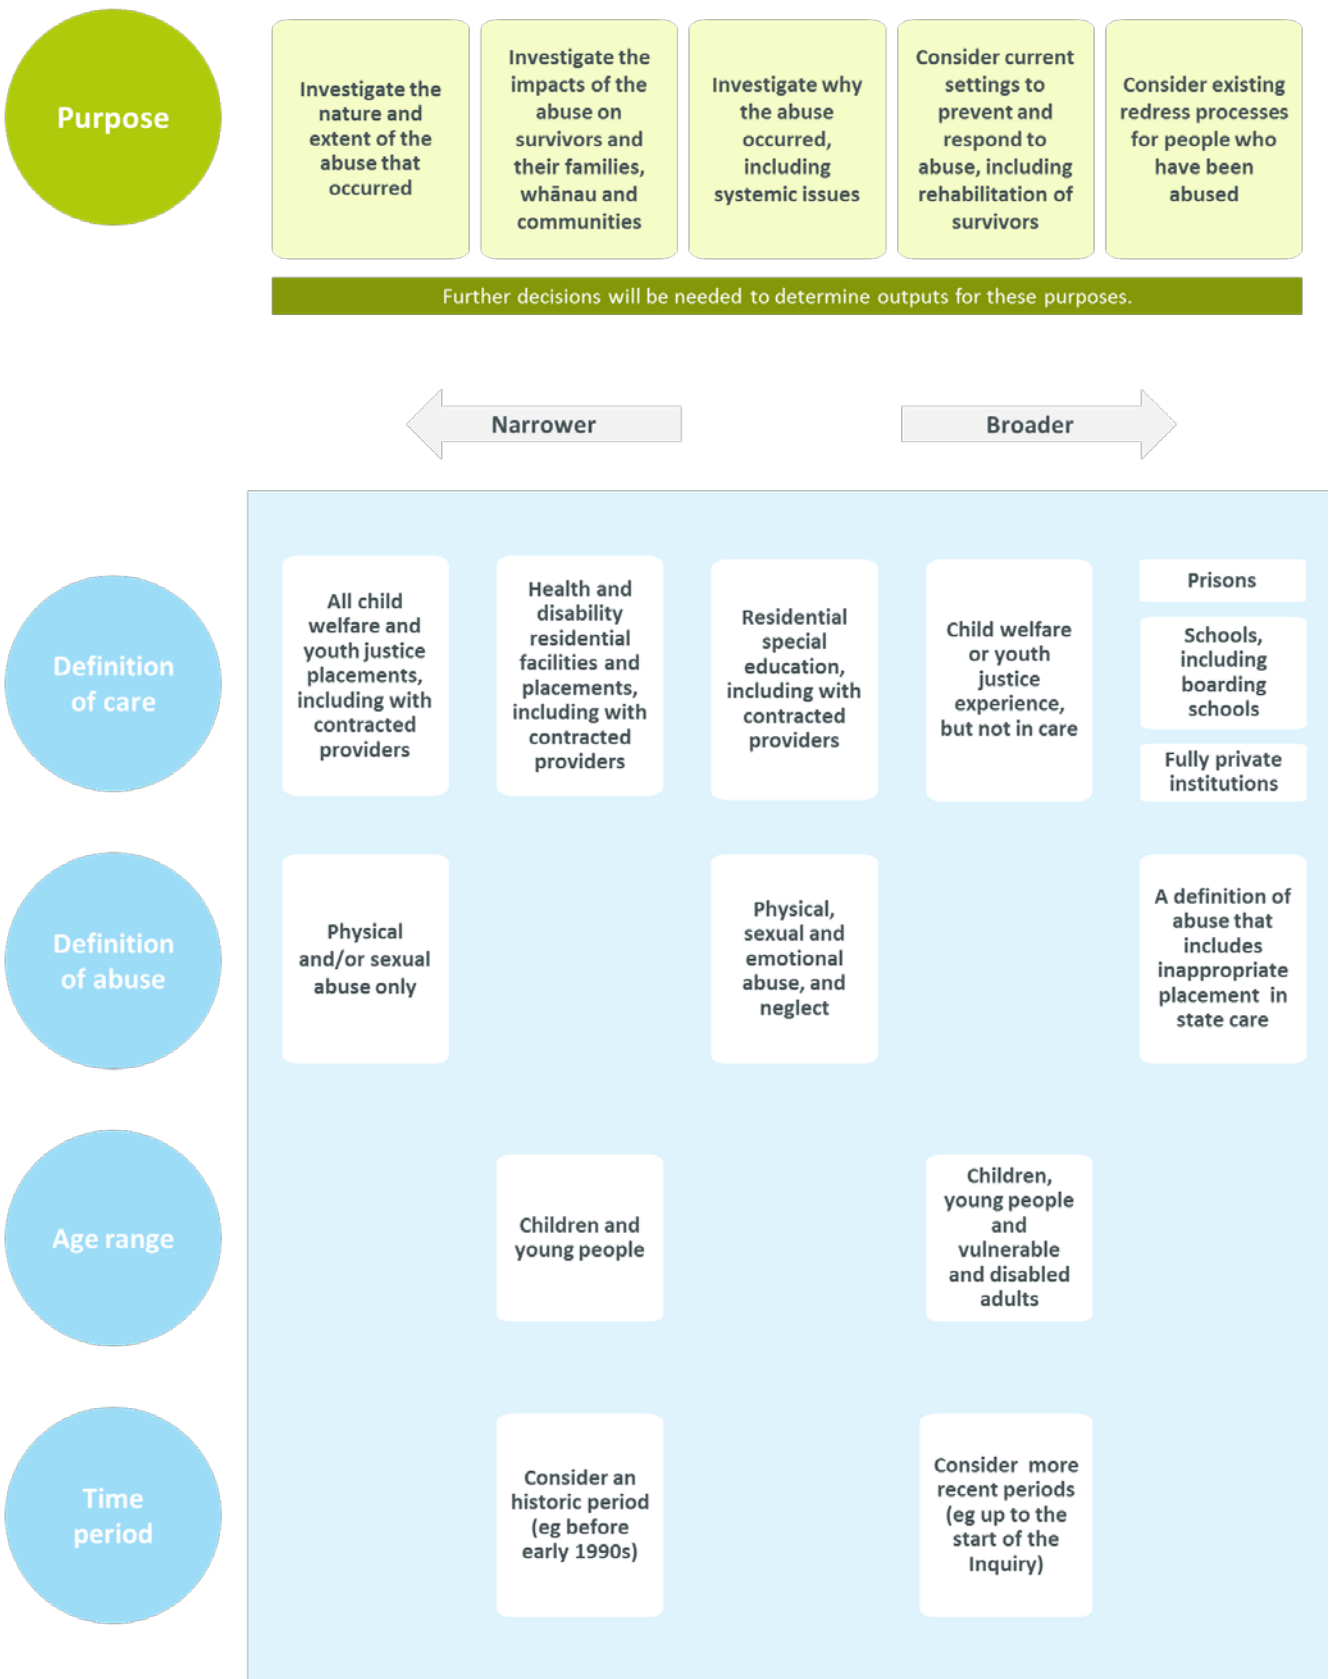 Purpose
Investigate the
nature and
extent of the
abuse that
occurred
Investigate the
impacts of the
abuse on
survivors and
their families,
whānau and
communities
Investigate why
the abuse
occurred,
including
systemic issues
Consider current
settings to
prevent and
respond to
abuse, including
rehabilitation of
survivors
Consider existing
redress processes
for people who
have been
abused
Further decisions will be needed to determine outputs for these purposes.
Narrower
Broader
Definition
of care
All child
welfare and
youth justice
placements,
including with
contracted
providers
Health and
disability
residential
facilities and
placements,
including with
contracted
providers
Residential
special
education,
including with
contracted
providers
Child welfare
or youth
justice
experience,
but not in care
Prisons
Schools,
including
boarding
schools
Fully private
institutions
Definition
of abuse
Physical
and/or sexual
abuse only
Physical,
sexual and
emotional
abuse, and
neglect
A definition of
abuse that
includes
inappropriate
placement in
state care
Age range
Children and
young people
Children,
young people
and
vulnerable
and disabled
adults
Time
period
Consider an
historic period
(eg before
early 1990s)
Consider more
recent periods
(eg up to the
start of the
Inquiry)